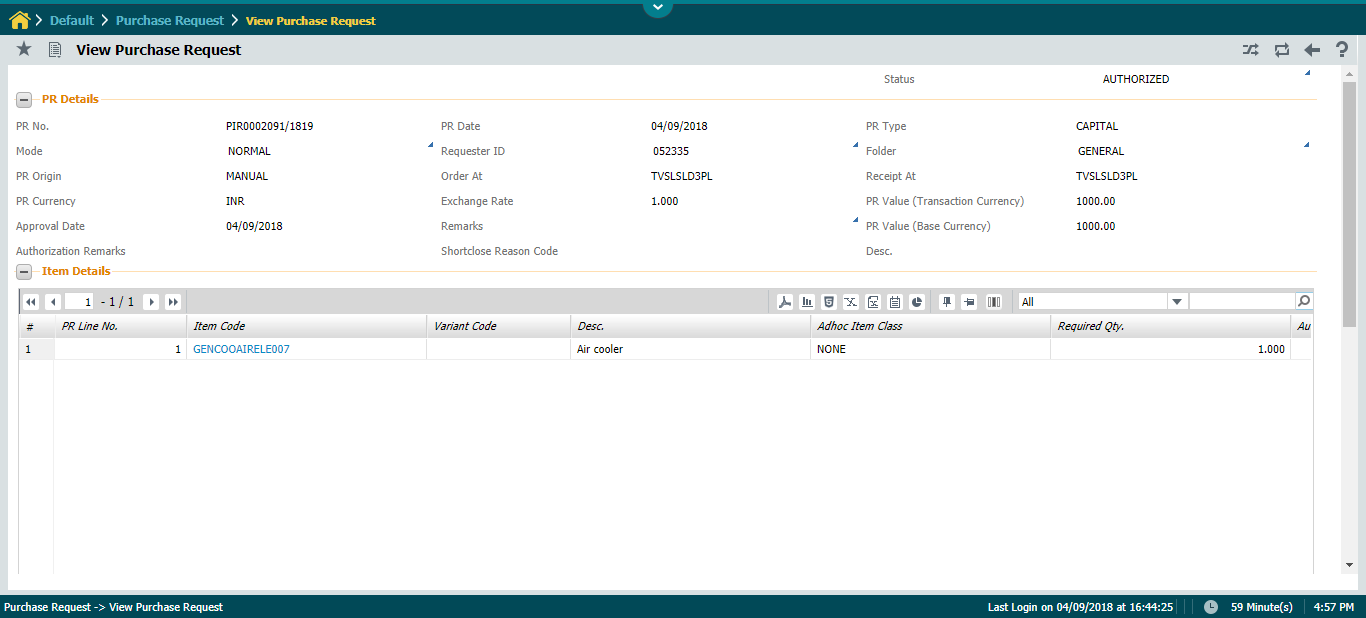 Default Purchase Request View Purchase Request
View Purchase Request
Status AUTHORIZED
PR Details
PR No. PIR0002091/1819 PR Date 04/09/2018 PR Type CAPITAL
Mode NORMAL Requester ID 052335 Folder GENERAL
PR Origin MANUAL Order At TVSLSLD3PL Receipt At TVSLSLD3PL
PR Currency INR Exchange Rate 1.000 PR Value (Transaction Currency) 1000.00
Approval Date 04/09/2018 Remarks PR Value (Base Currency) 1000.00
Authorization Remarks Shortclose Reason Code Desc.
Item Details
1 - 1 / 1 All
# PR Line No. Item Code Variant Code Desc. Adhoc Item Class Required Qty. Au
1 1 GENCOOAIRELE007 Air cooler NONE 1.000
Purchase Request -> View Purchase Request Last Login on 04/09/2018 at 16:44:25 59 Minute(s) 4:57 PM